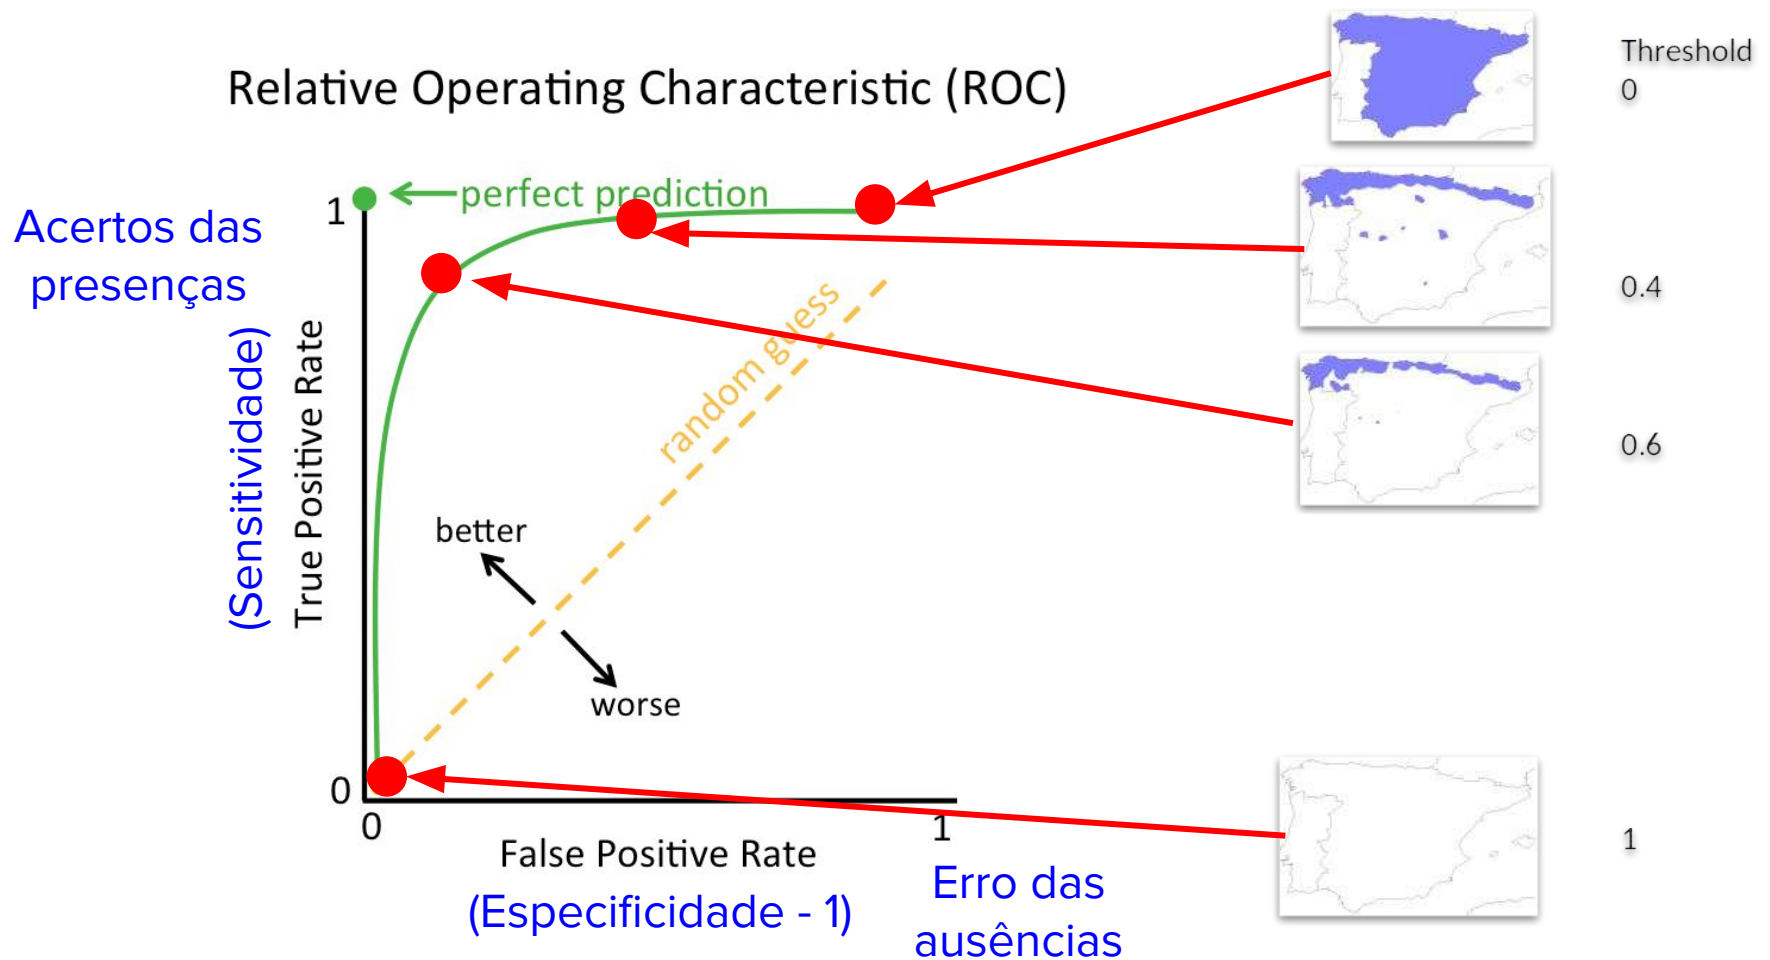 Relative Operating Characteristic (ROC)
Threshold
0
perfect prediction
1
Acertos das
presenças
(Sensitividade)
True Positive Rate
random guess
0.4
0.6
better
worse
0
0
1
1
False Positive Rate
(Especificidade - 1)
Erro das
ausências